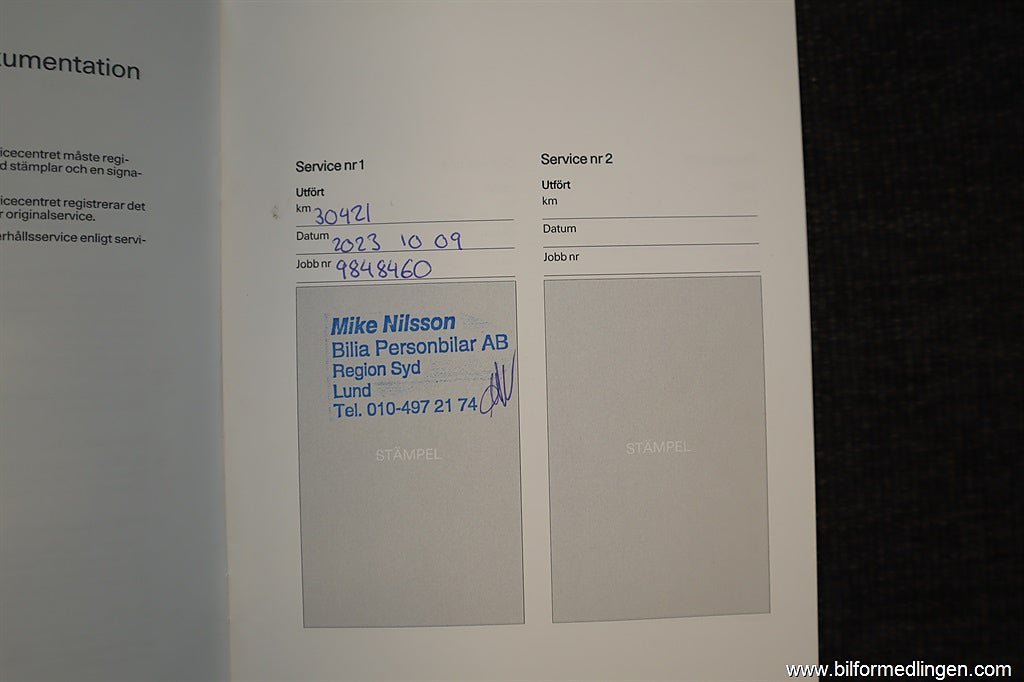 umentation
icecentret måste regi-
d stämplar och en signa-
icecentret registrerar det
r originalservice.
erhållsservice enligt servi-
Service nr 1
Utfört
km 30421
Datum 2023 10 09
Jobb nr 9848460
Mike Nilsson
Bilia Personbilar AB
Region Syd
Lund
Tel. 010-497 21 74
STÄMPEL
Service nr 2
Utfört
km
Datum
Jobb nr
STÄMPEL
www.bilformedlingen.com